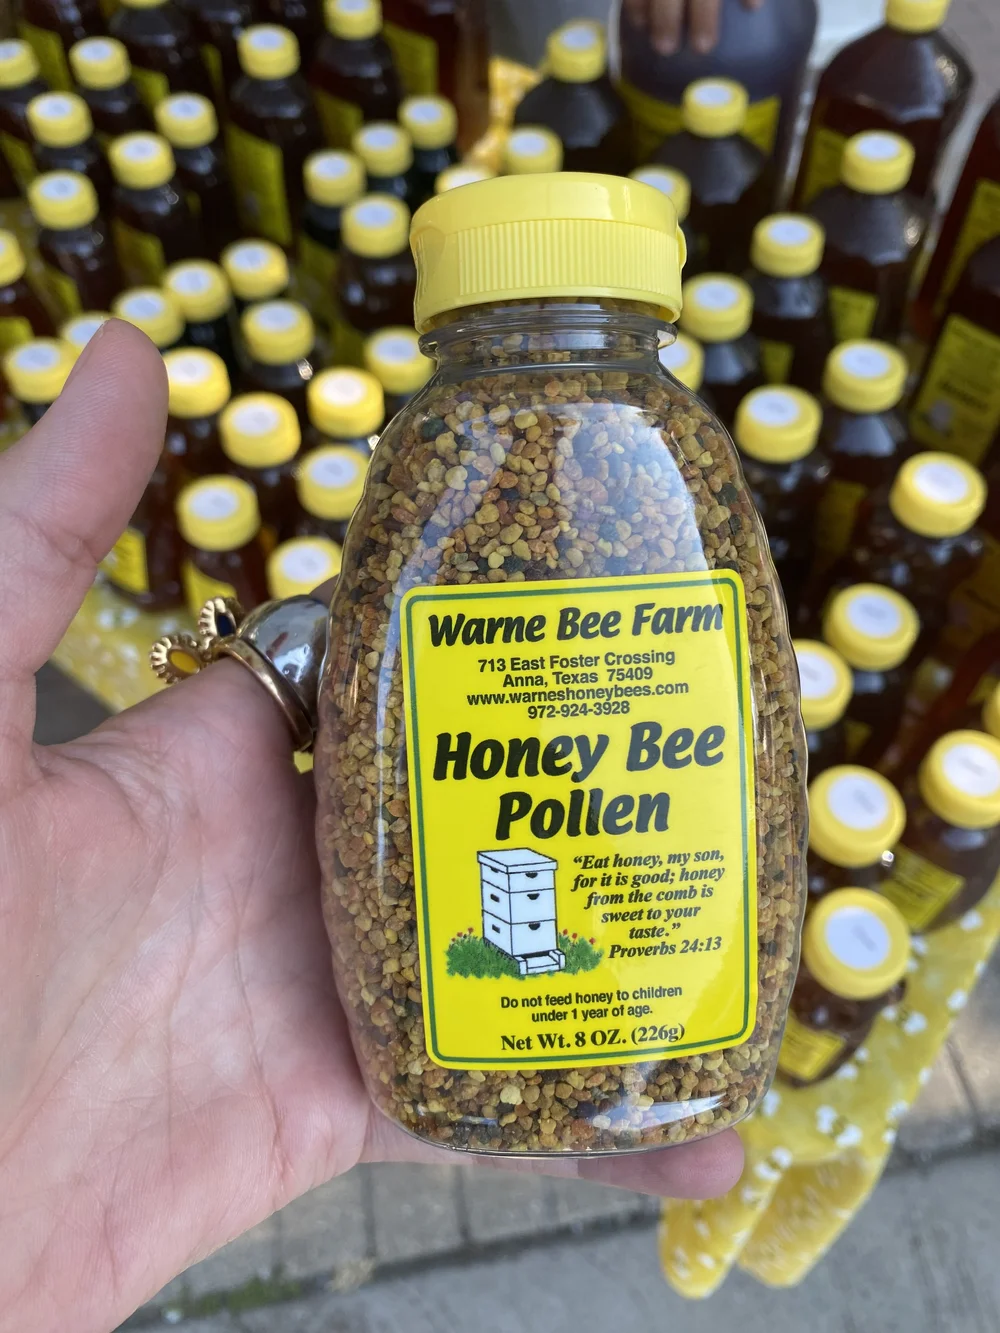 Warne Bee Farm
713 East Foster Crossing
Anna, Texas 75409
www.warneshoneybees.com
972-924-3928
Honey Bee
Pollen
“Eat honey, my son,
for it is good; honey
from the comb is
sweet to your
taste.”
Proverbs 24:13
Do not feed honey to children
under 1 year of age.
Net Wt. 8 OZ. (226g)